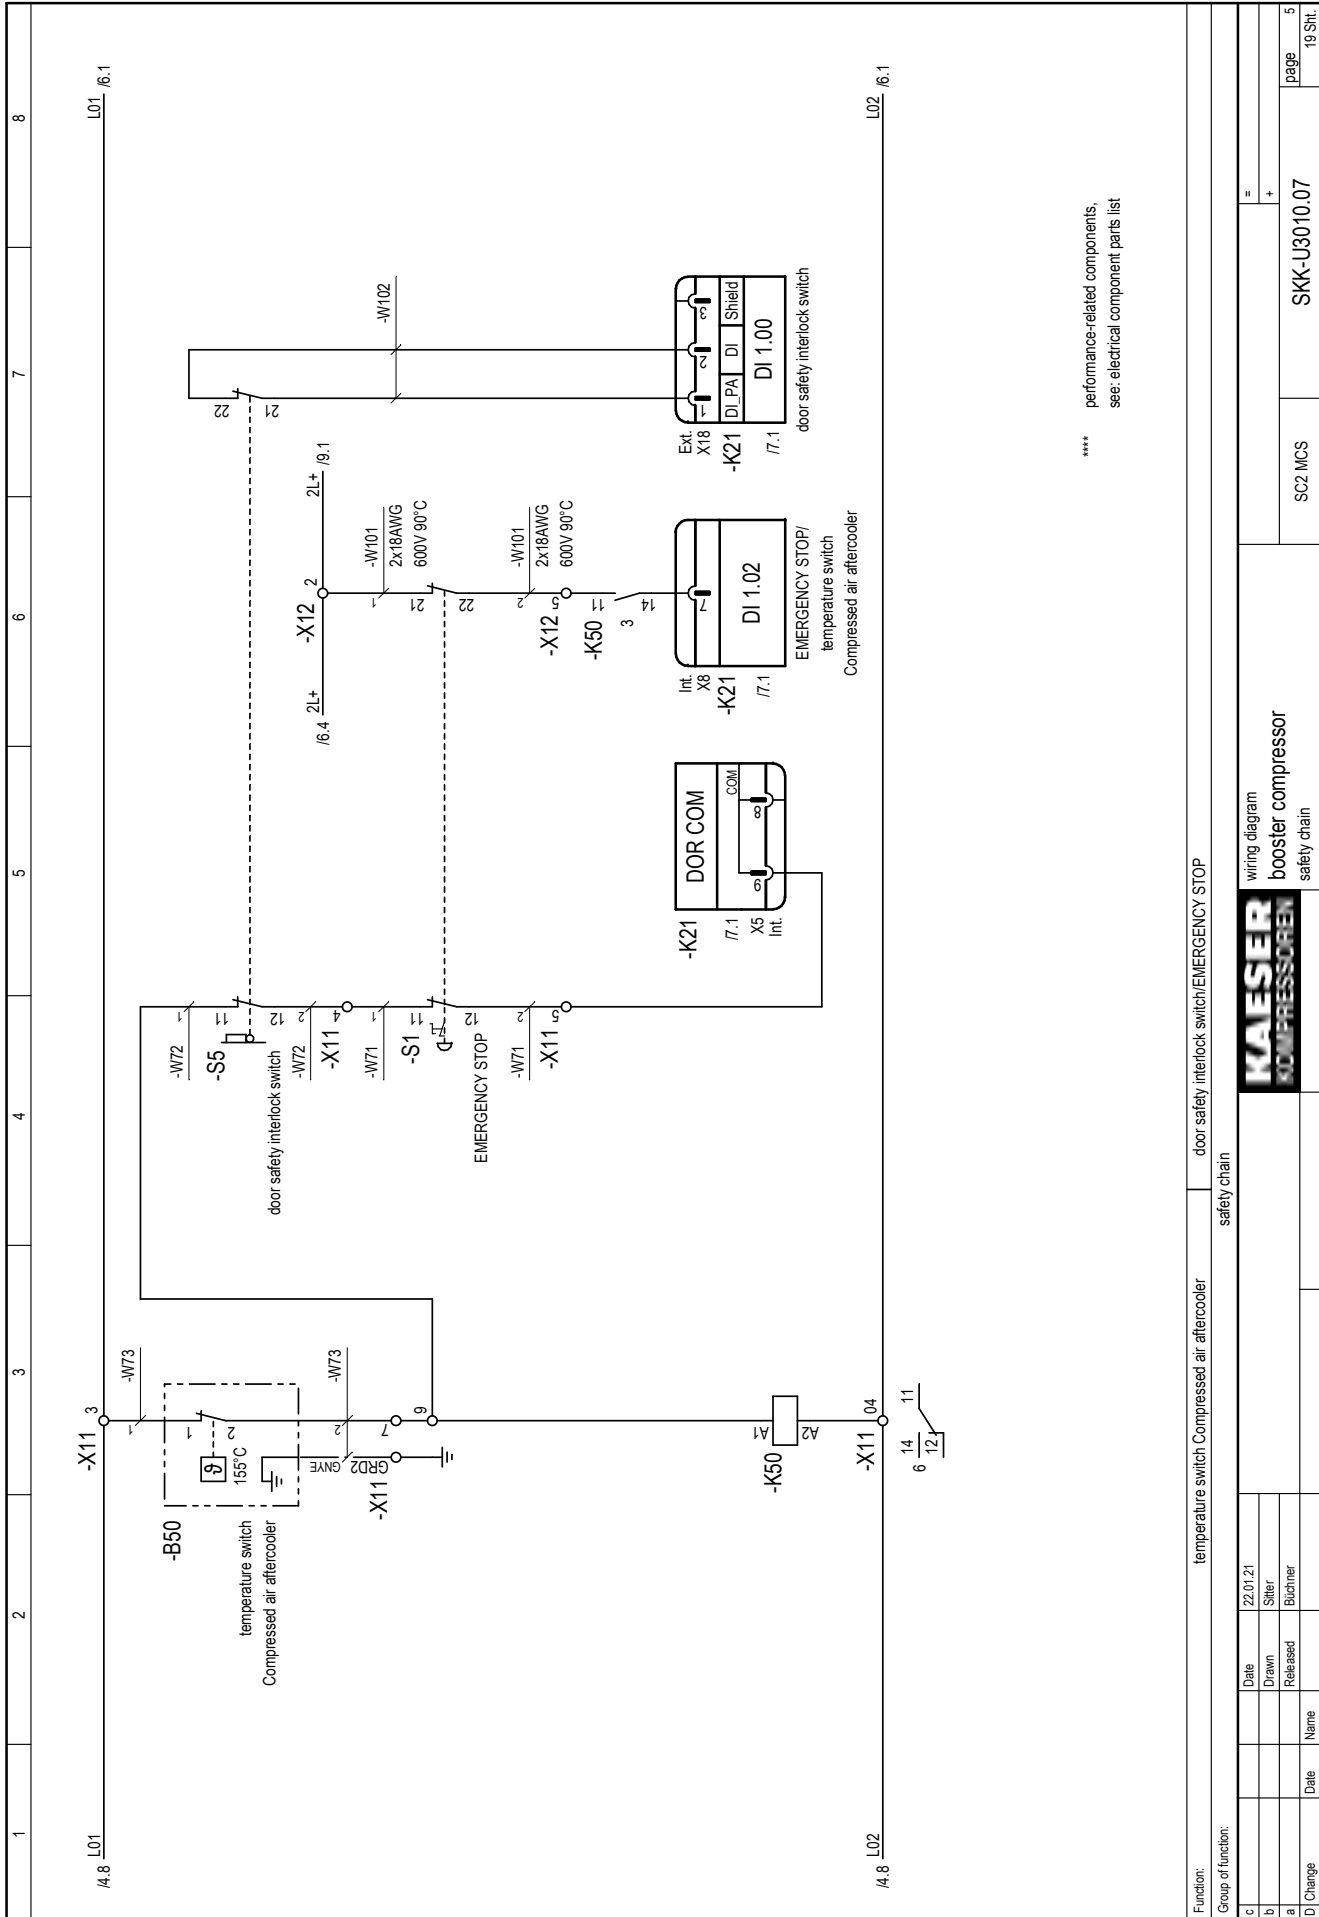 1 2 3 4 5 6 7 8
/4.8 L01
L01 /6.1
-X11 3
-W73
1
-B50
1
2
155°C
temperature switch
Compressed air aftercooler
GNYE
-W73
2
GRD2
7
9
-X11
-K50
A1
A2
-X11 04
/4.8 L02
L02 /6.1
14 11
6 12
-W72
1
-S5
11
12
door safety interlock switch
-W72
2
-X11 4
-W71
1
-S1
11
12
EMERGENCY STOP
-W71
2
-X11 5
-K21
DOR COM
/7.1
COM
X5
9 8
Int.
/6.4 2L+
-X12 2
2L+ /9.1
-W101
2x18AWG
600V 90°C
1
21
22
-W101
2x18AWG
600V 90°C
2
-X12 5
-K50
11
14
3
Int.
X8
7
-K21
DI 1.02
/7.1
EMERGENCY STOP/
temperature switch
Compressed air aftercooler
22
21
-W102
Ext.
X18
1 2 3
-K21
DI_PA DI Shield
DI 1.00
/7.1
door safety interlock switch
**** performance-related components,
see: electrical component parts list
Function: temperature switch Compressed air aftercooler door safety interlock switch/EMERGENCY STOP
Group of function: safety chain
c Date 22.01.21
b Drawn Sitter
a Released Büchner
D Change Date Name
KAESER
KOMPRESSOREN
wiring diagram
booster compressor
safety chain
SC2 MCS
=
+
SKK-U3010.07
page 5
19 Sht.